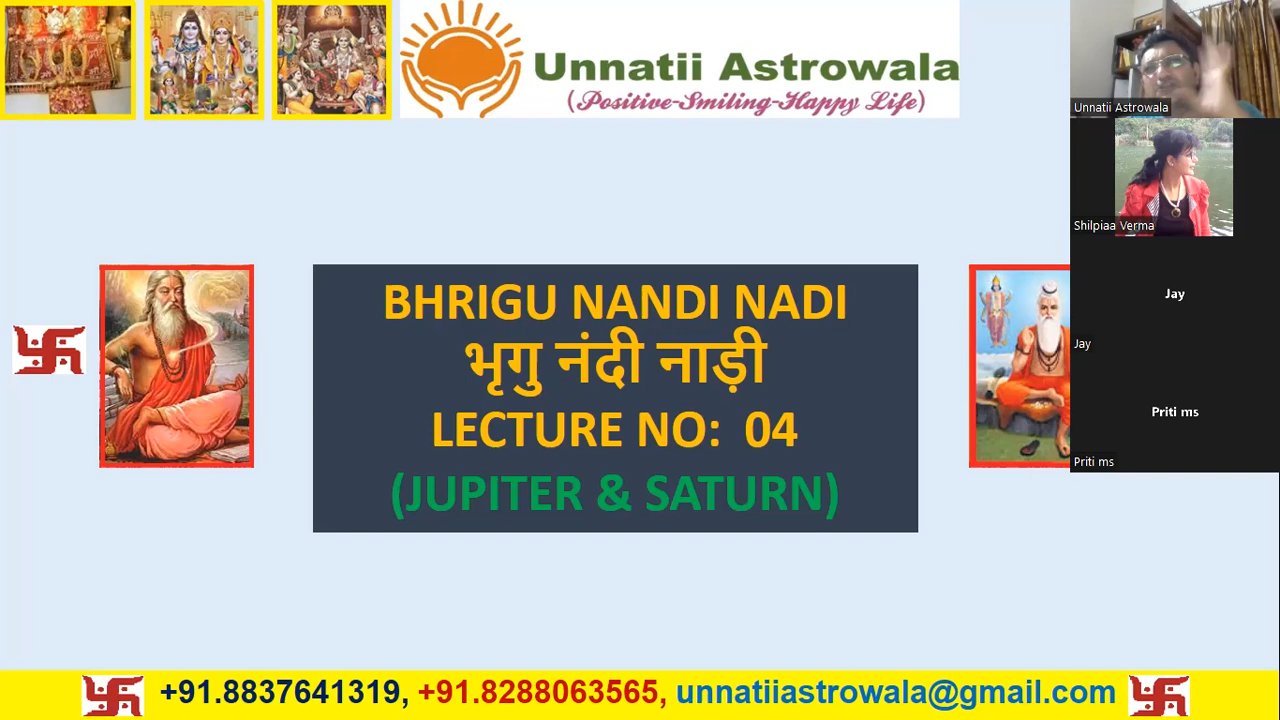 Unnatii Astrowala
(Positive-Smiling-Happy Life)
BHRIGU NANDI NADI
भृगु नंदी नाड़ी
LECTURE NO: 04
(JUPITER & SATURN)
Unnatii Astrowala
Shilpiaa Verma
Jay
Jay
Priti ms
Priti ms
+91.8837641319, +91.8288063565, unnatiiastrowala@gmail.com